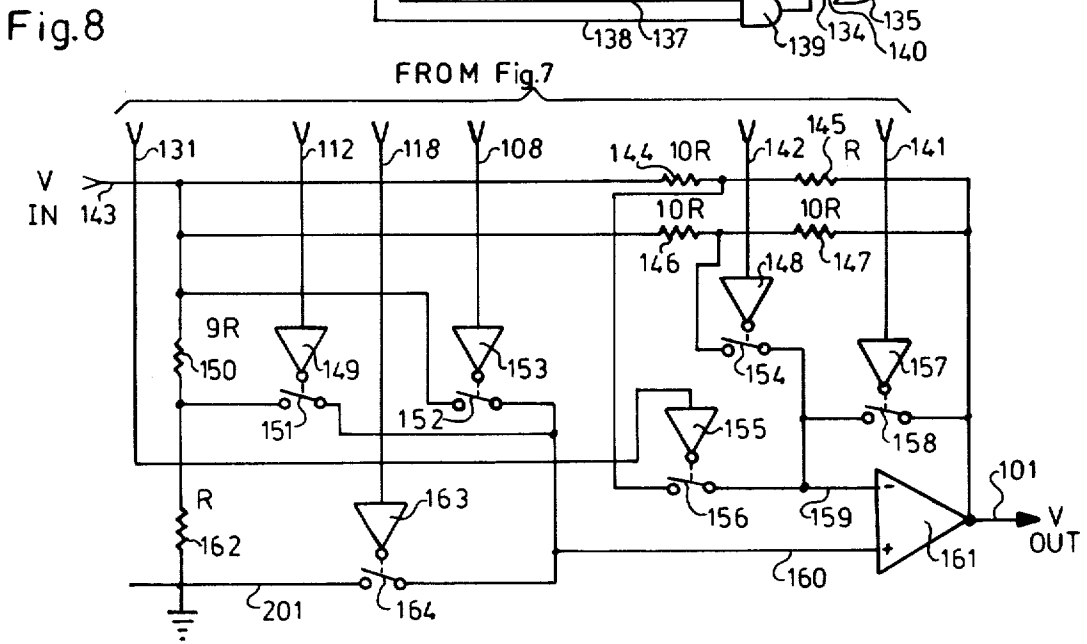 Fig.8
138
137
139
134
135
140
FROM Fig.7
V
131
V
112
V
118
V
108
V
142
145
V
141
V IN
143
144
10R
R
10R
146
10R
147
148
9R
150
149
151
153
152
154
157
158
155
156
159
R
162
163
164
201
160
161
101
V OUT